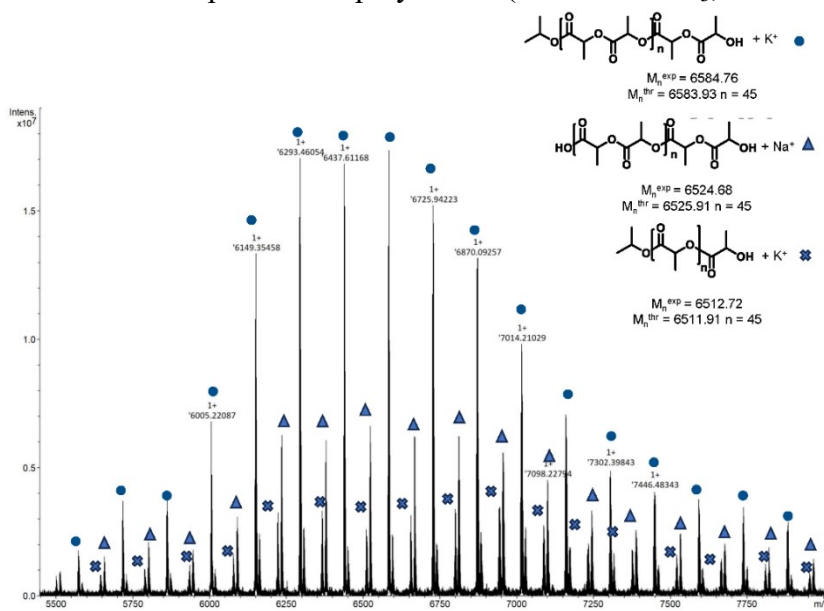 + K⁺
Mₙᵉˣᵖ = 6584.76
Mₙᵗʰʳ = 6583.93 n = 45
+ Na⁺
Mₙᵉˣᵖ = 6524.68
Mₙᵗʰʳ = 6525.91 n = 45
+ K⁺
Mₙᵉˣᵖ = 6512.72
Mₙᵗʰʳ = 6511.91 n = 45
Intens.
x10⁷
1.5
1.0
0.5
0.0
1+
'6005.22087
1+
'6149.35458
1+
'6293.46054
1+
'6437.61168
1+
'6725.94223
1+
'6870.09257
1+
'7014.21029
1+
'7098.22794
1+
'7302.39843
1+
'7446.48343
5500 5750 6000 6250 6500 6750 7000 7250 7500 7750